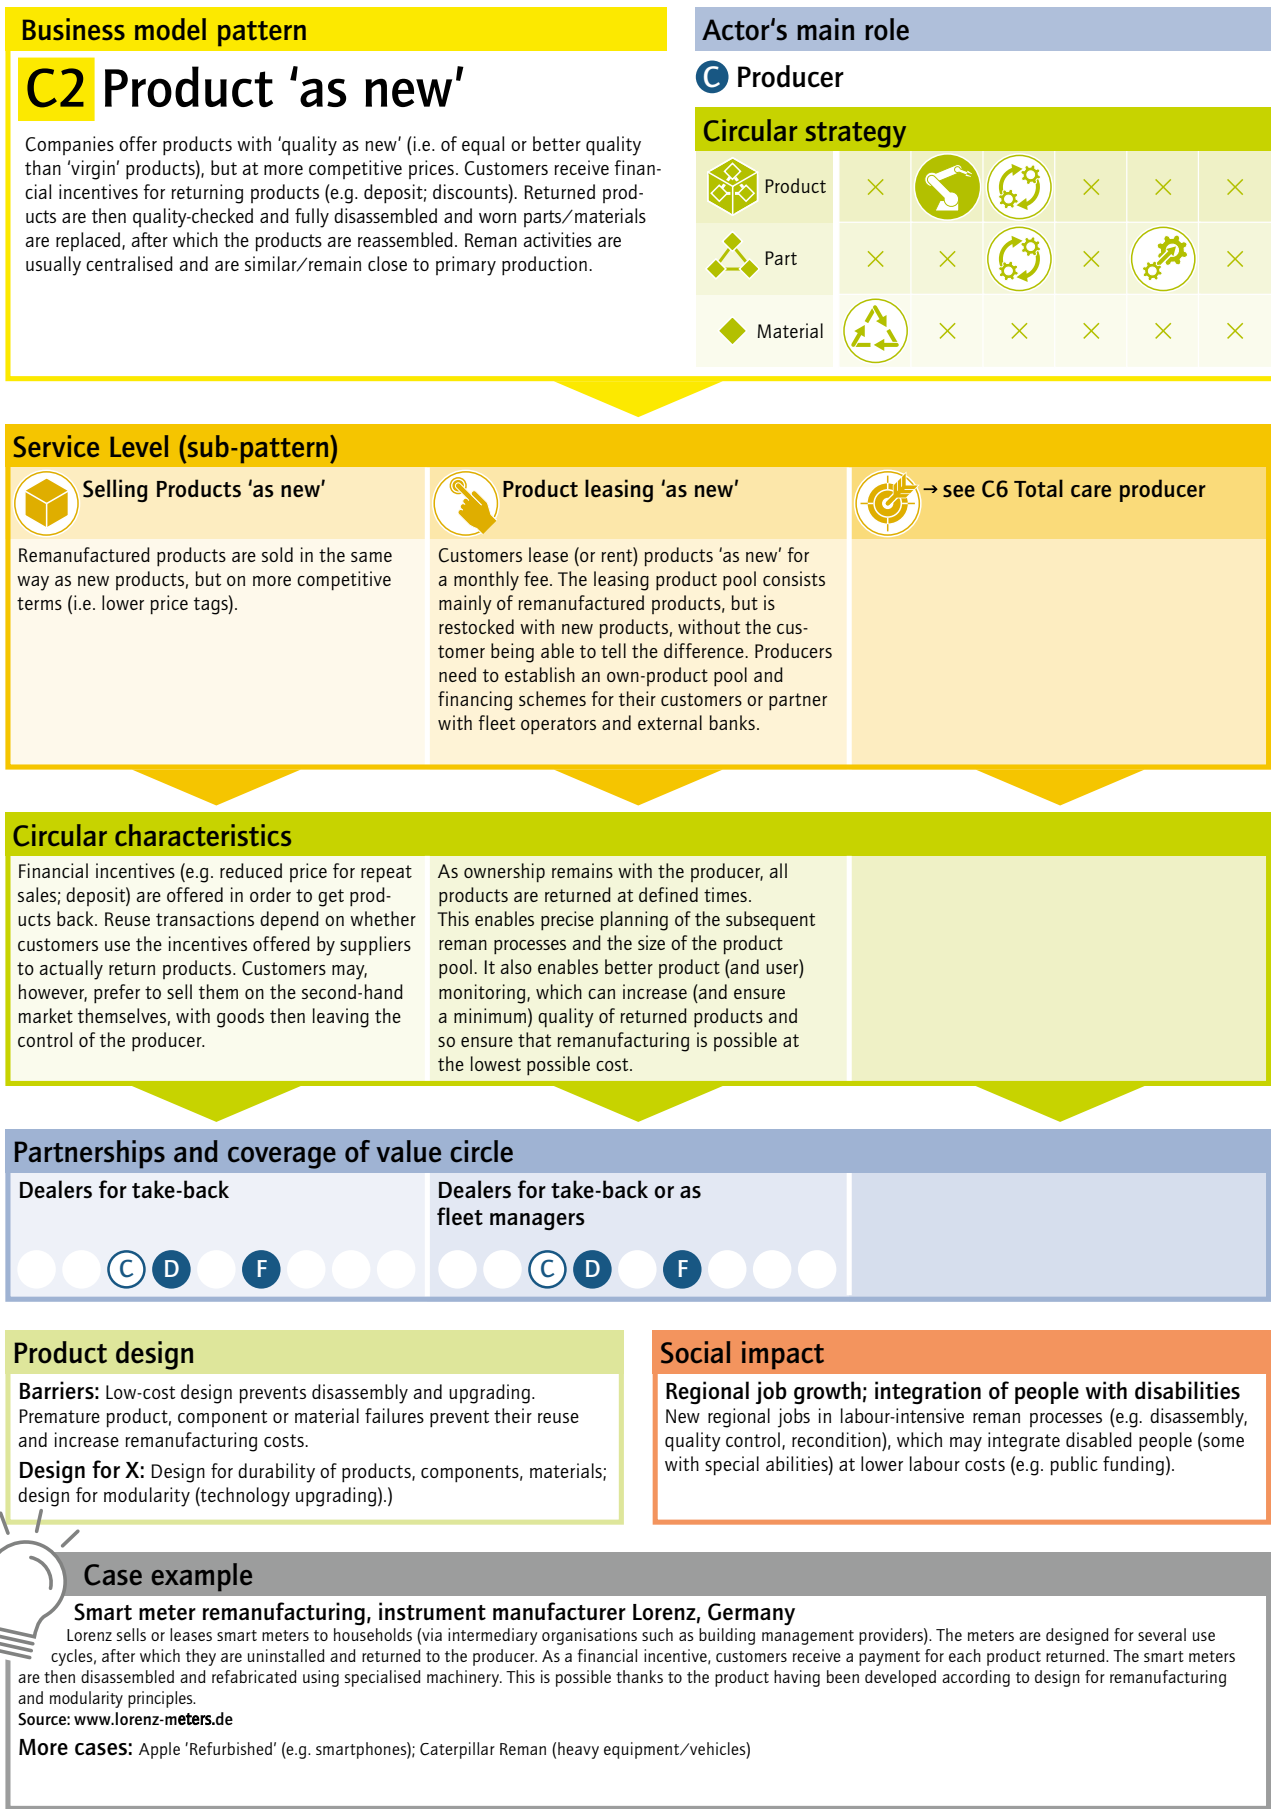 Business model pattern
C2 Product ‘as new’
Companies offer products with ‘quality as new’ (i.e. of equal or better quality
than ‘virgin’ products), but at more competitive prices. Customers receive finan-
cial incentives for returning products (e.g. deposit; discounts). Returned prod-
ucts are then quality-checked and fully disassembled and worn parts/materials
are replaced, after which the products are reassembled. Reman activities are
usually centralised and are similar/remain close to primary production.
Actor‘s main role
C Producer
Circular strategy
Product
Part
Material
Service Level (sub-pattern)
Selling Products ‘as new’
Remanufactured products are sold in the same
way as new products, but on more competitive
terms (i.e. lower price tags).
Product leasing ‘as new’
Customers lease (or rent) products ‘as new’ for
a monthly fee. The leasing product pool consists
mainly of remanufactured products, but is
restocked with new products, without the cus-
tomer being able to tell the difference. Producers
need to establish an own-product pool and
financing schemes for their customers or partner
with fleet operators and external banks.
→ see C6 Total care producer
Circular characteristics
Financial incentives (e.g. reduced price for repeat
sales; deposit) are offered in order to get prod-
ucts back. Reuse transactions depend on whether
customers use the incentives offered by suppliers
to actually return products. Customers may,
however, prefer to sell them on the second-hand
market themselves, with goods then leaving the
control of the producer.
As ownership remains with the producer, all
products are returned at defined times.
This enables precise planning of the subsequent
reman processes and the size of the product
pool. It also enables better product (and user)
monitoring, which can increase (and ensure
a minimum) quality of returned products and
so ensure that remanufacturing is possible at
the lowest possible cost.
Partnerships and coverage of value circle
Dealers for take-back
C D F
Dealers for take-back or as
fleet managers
C D F
Product design
Barriers: Low-cost design prevents disassembly and upgrading.
Premature product, component or material failures prevent their reuse
and increase remanufacturing costs.
Design for X: Design for durability of products, components, materials;
design for modularity (technology upgrading).)
Social impact
Regional job growth; integration of people with disabilities
New regional jobs in labour-intensive reman processes (e.g. disassembly,
quality control, recondition), which may integrate disabled people (some
with special abilities) at lower labour costs (e.g. public funding).
Case example
Smart meter remanufacturing, instrument manufacturer Lorenz, Germany
Lorenz sells or leases smart meters to households (via intermediary organisations such as building management providers). The meters are designed for several use
cycles, after which they are uninstalled and returned to the producer. As a financial incentive, customers receive a payment for each product returned. The smart meters
are then disassembled and refabricated using specialised machinery. This is possible thanks to the product having been developed according to design for remanufacturing
and modularity principles.
Source: www.lorenz-meters.de
More cases: Apple ’Refurbished’ (e.g. smartphones); Caterpillar Reman (heavy equipment/vehicles)